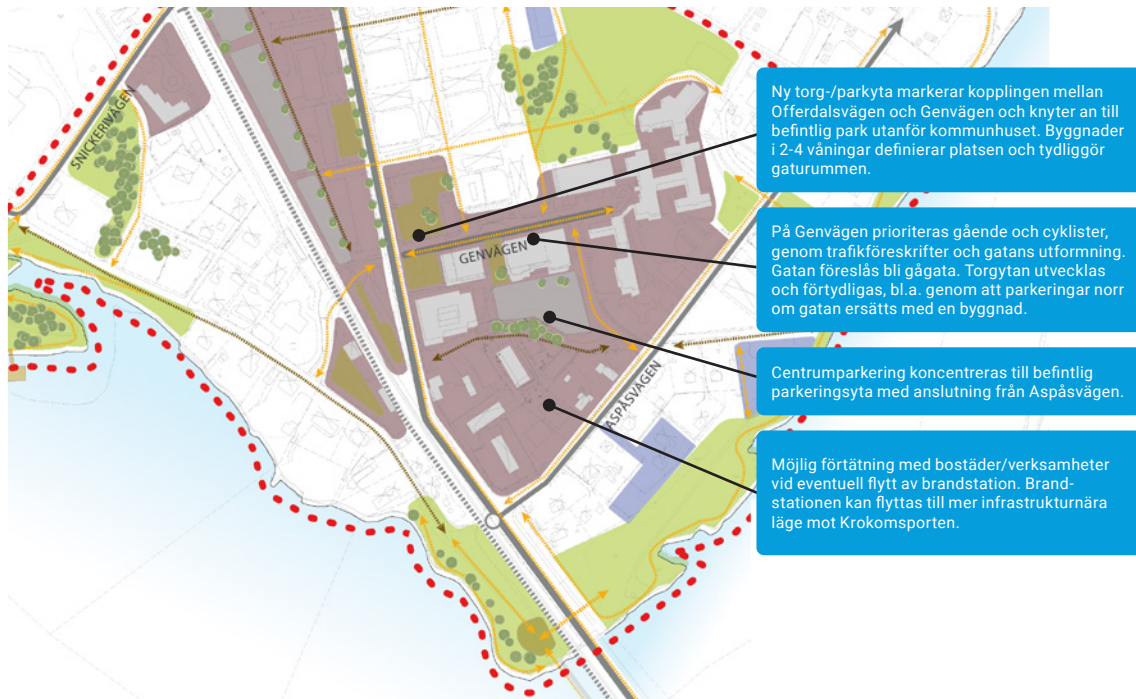 SNICKERIVÄGEN
GENVÄGEN
ASPÅSVÄGEN
Ny torg-/parkyta markerar kopplingen mellan
Offerdalsvägen och Genvägen och knyter an till
befintlig park utanför kommunhuset. Byggnader
i 2-4 våningar definierar platsen och tydliggör
gaturummen.
På Genvägen prioriteras gående och cyklister,
genom trafikföreskrifter och gatans utformning.
Gatan föreslås bli gågata. Torgytan utvecklas
och förtydligas, bl.a. genom att parkeringar norr
om gatan ersätts med en byggnad.
Centrumparkering koncentreras till befintlig
parkeringsyta med anslutning från Aspåsvägen.
Möjlig förtätning med bostäder/verksamheter
vid eventuell flytt av brandstation. Brand-
stationen kan flyttas till mer infrastrukturnära
läge mot Krokomsporten.